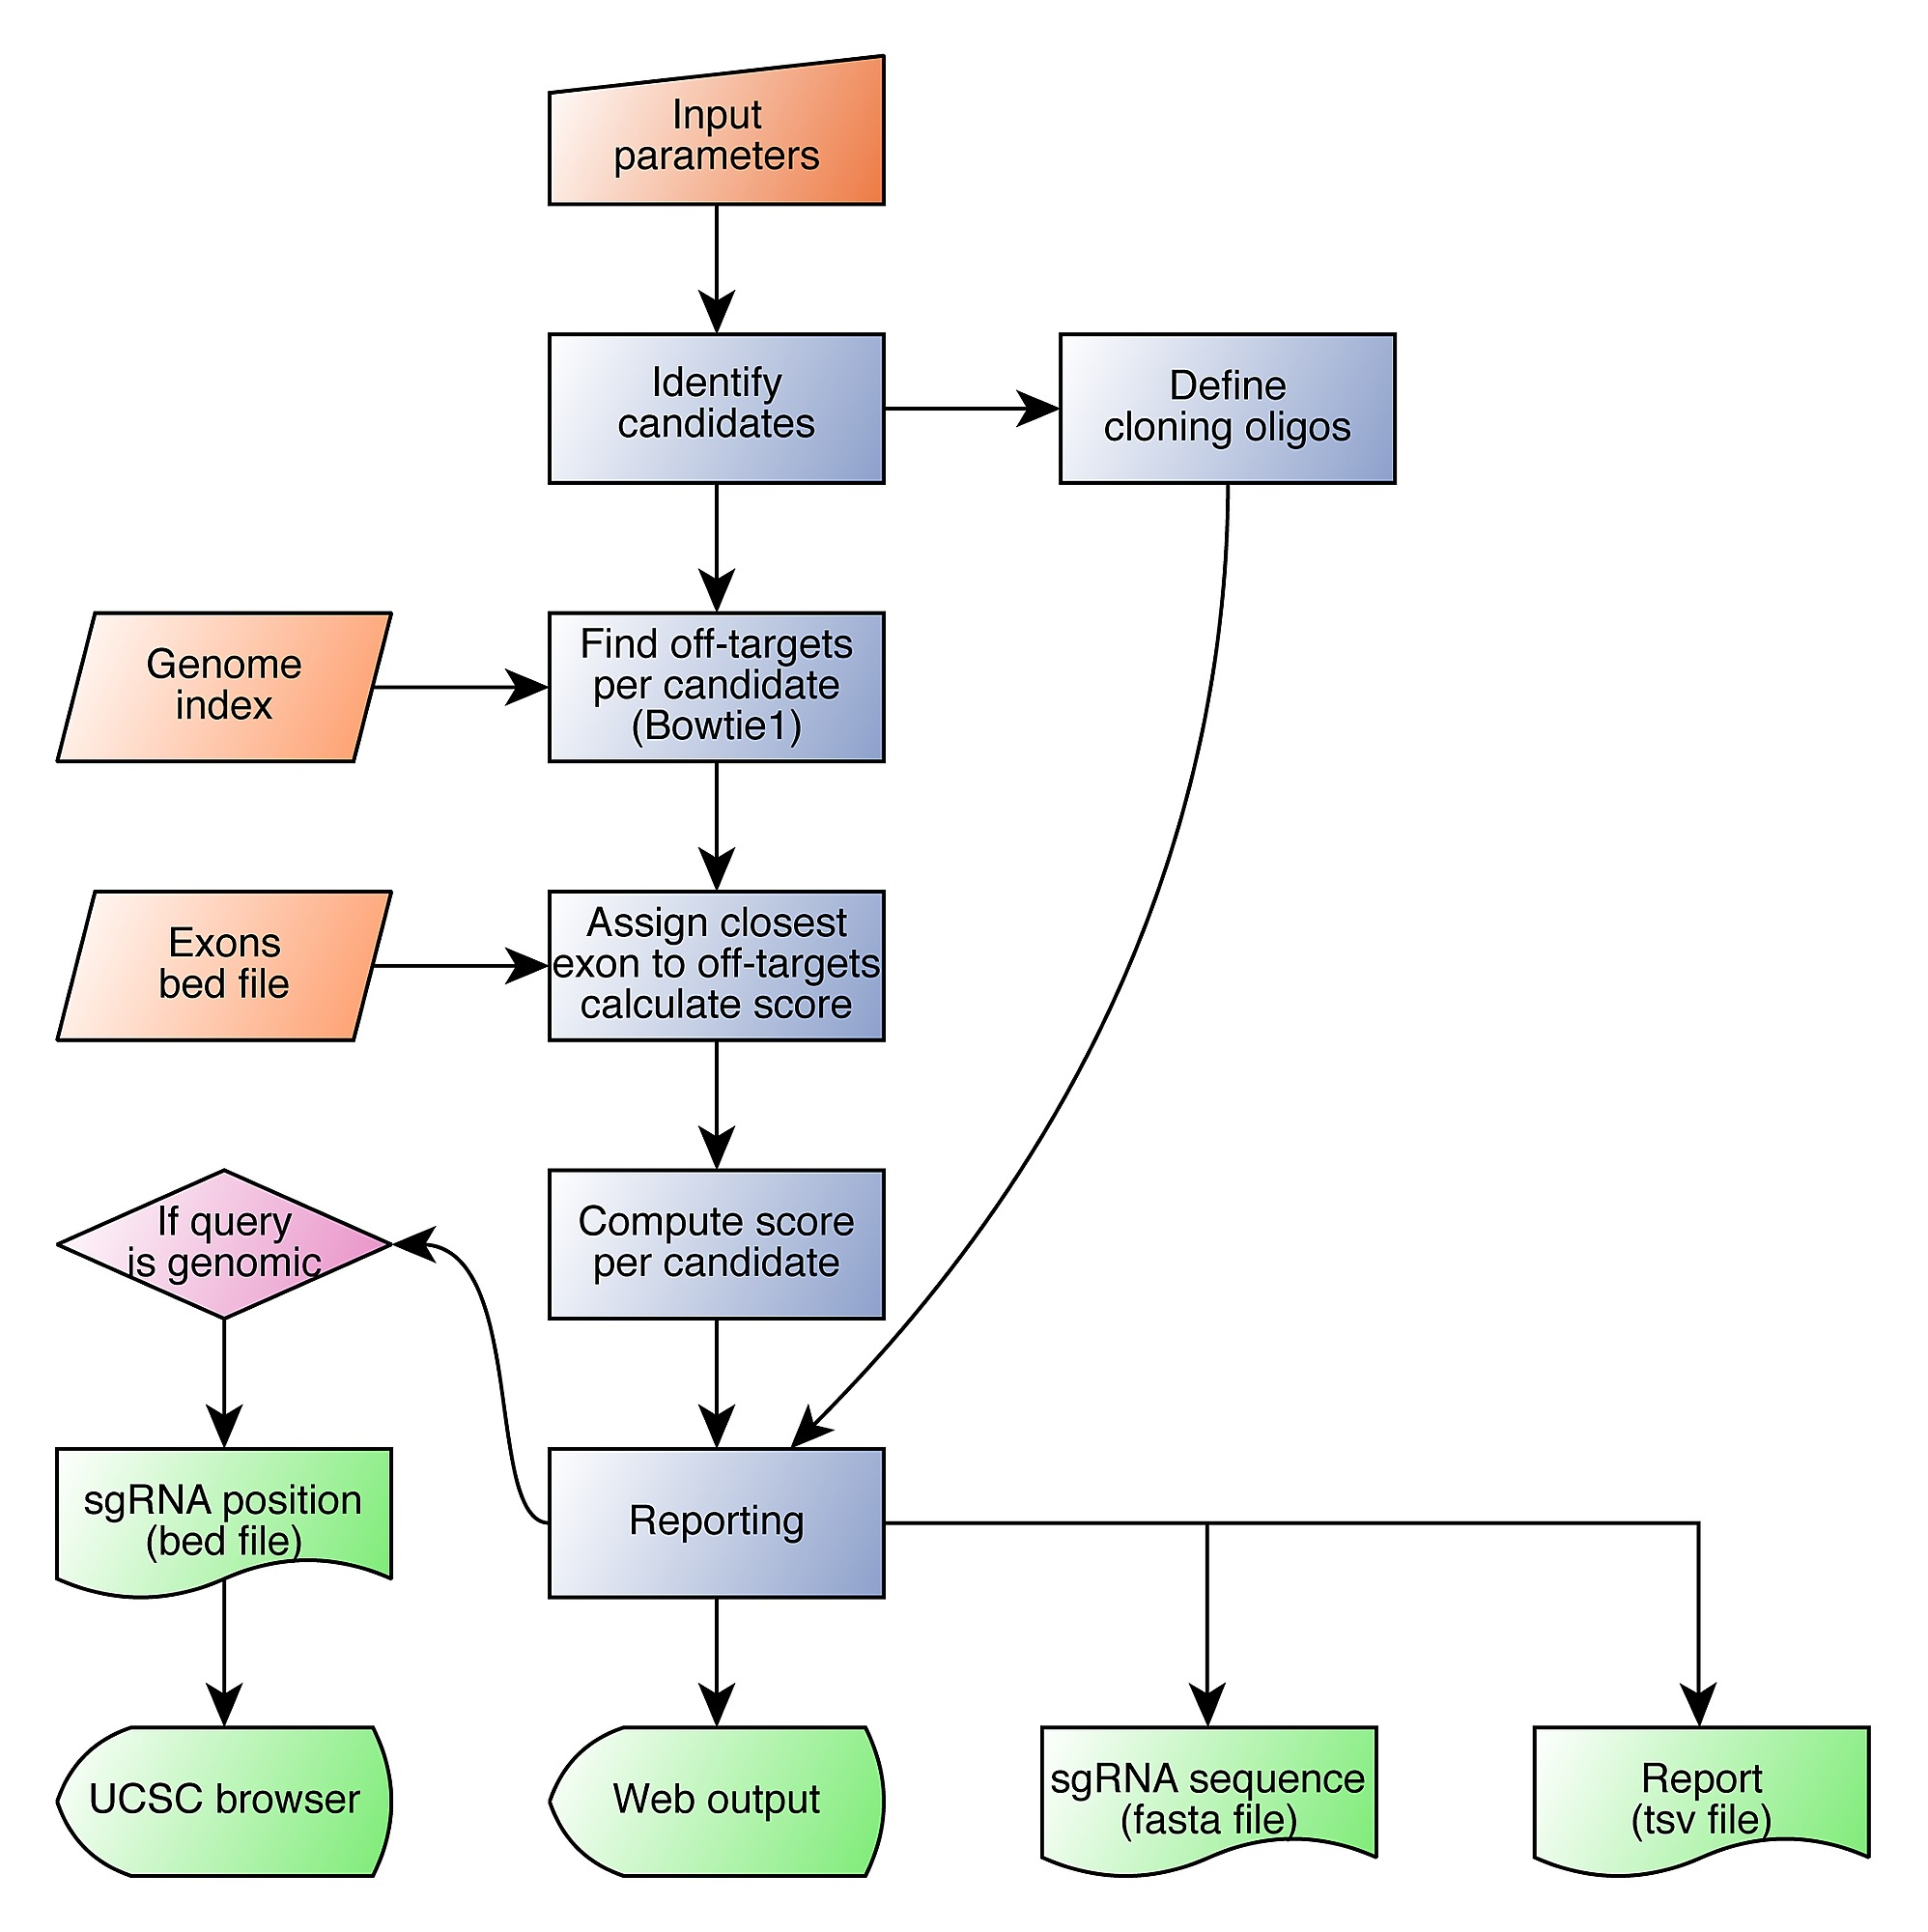 Input
parameters
Identify
candidates
Define
cloning oligos
Genome
index
Find off-targets
per candidate
(Bowtie1)
Exons
bed file
Assign closest
exon to off-targets
calculate score
If query
is genomic
Compute score
per candidate
sgRNA position
(bed file)
Reporting
UCSC browser
Web output
sgRNA sequence
(fasta file)
Report
(tsv file)